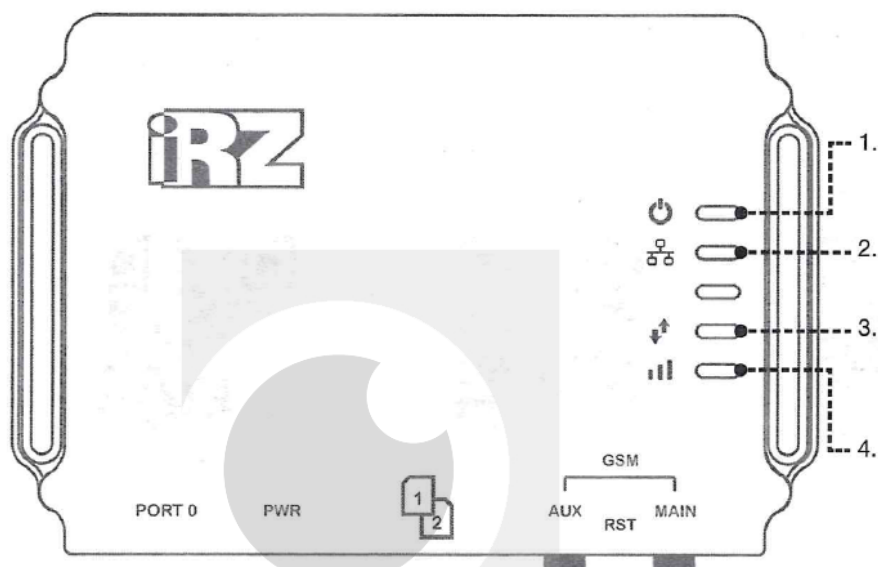 iRZ
1.
2.
3.
4.
GSM
PORT 0
PWR
1
2
AUX
RST
MAIN